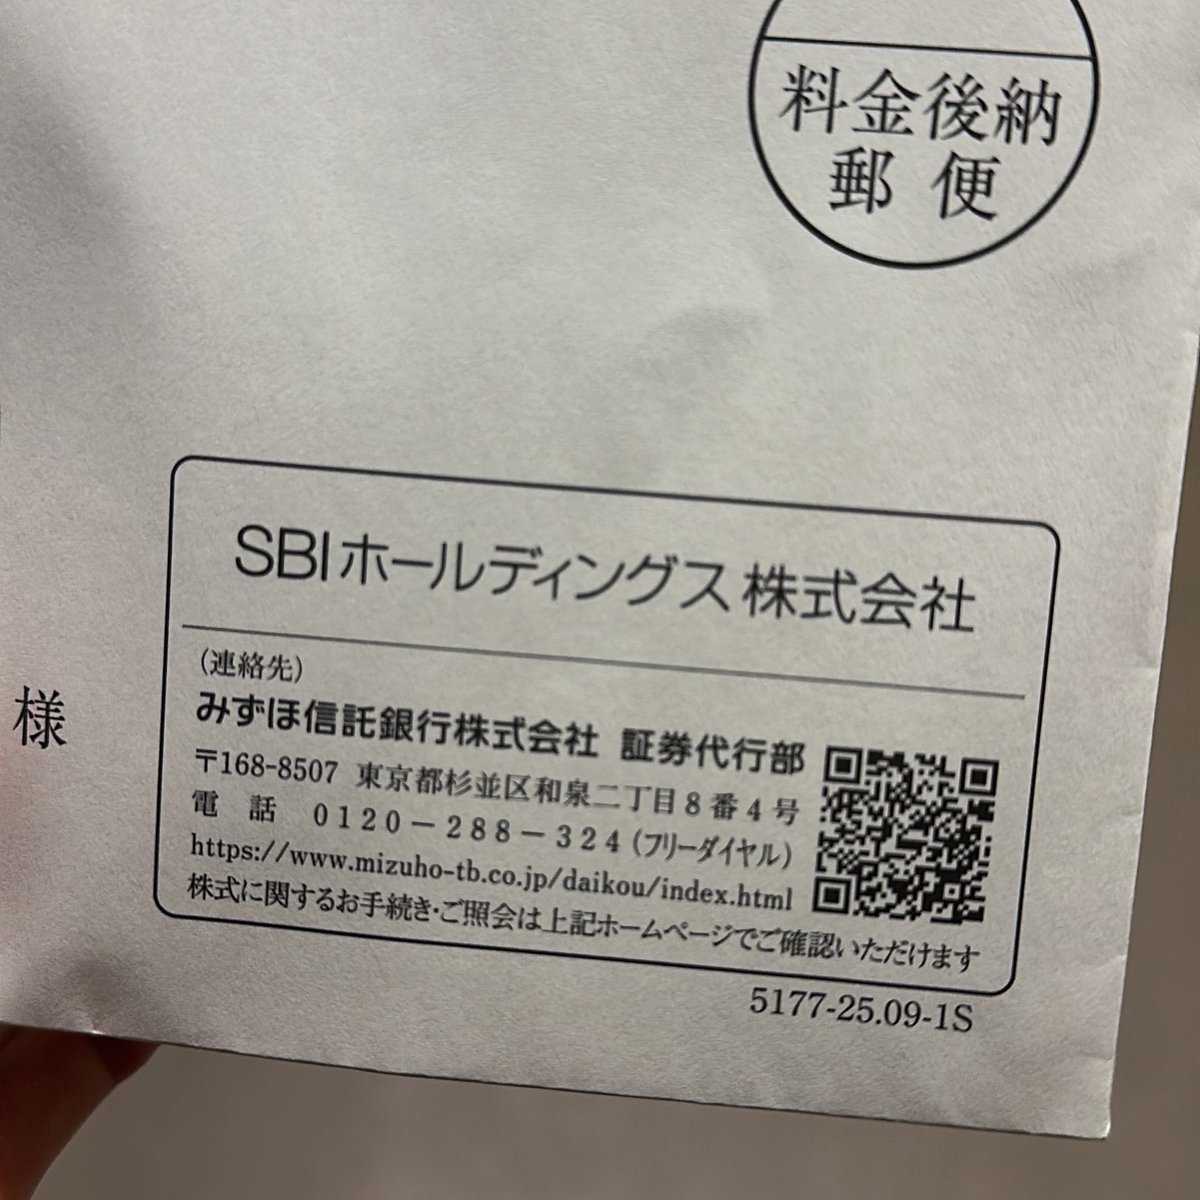 料金後納
郵便
SBIホールディングス株式会社
（連絡先）
みずほ信託銀行株式会社 証券代行部
〒168-8507 東京都杉並区和泉二丁目8番4号
電話 0120－288－324（フリーダイヤル）
https://www.mizuho-tb.co.jp/daikou/index.html
株式に関するお手続き・ご照会は上記ホームページでご確認いただけます
様
5177-25.09-1S